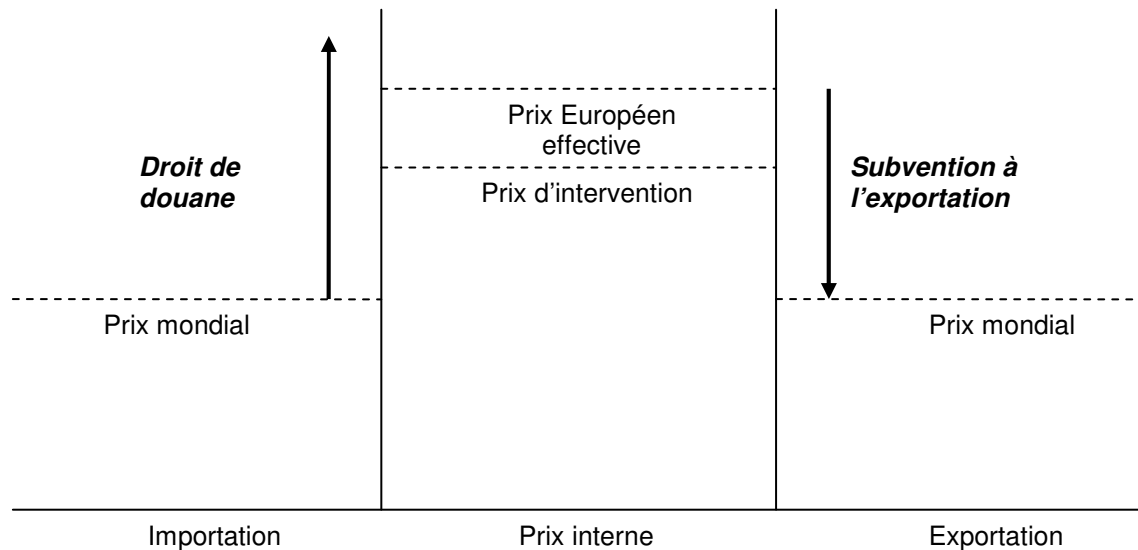 Prix Européen
effective
Droit de
douane
Subvention à
l'exportation
Prix d'intervention
Prix mondial
Prix mondial
Importation
Prix interne
Exportation